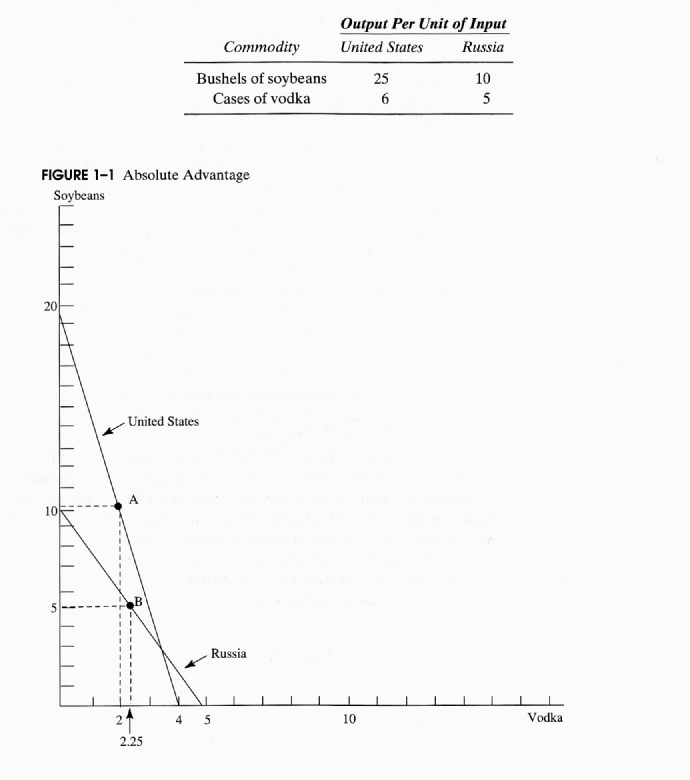 Output Per Unit of Input
Commodity United States Russia
Bushels of soybeans 25 10
Cases of vodka 6 5
FIGURE 1–1 Absolute Advantage
Soybeans
20
United States
A
10
B
5
Russia
2 4 5 10 Vodka
2.25